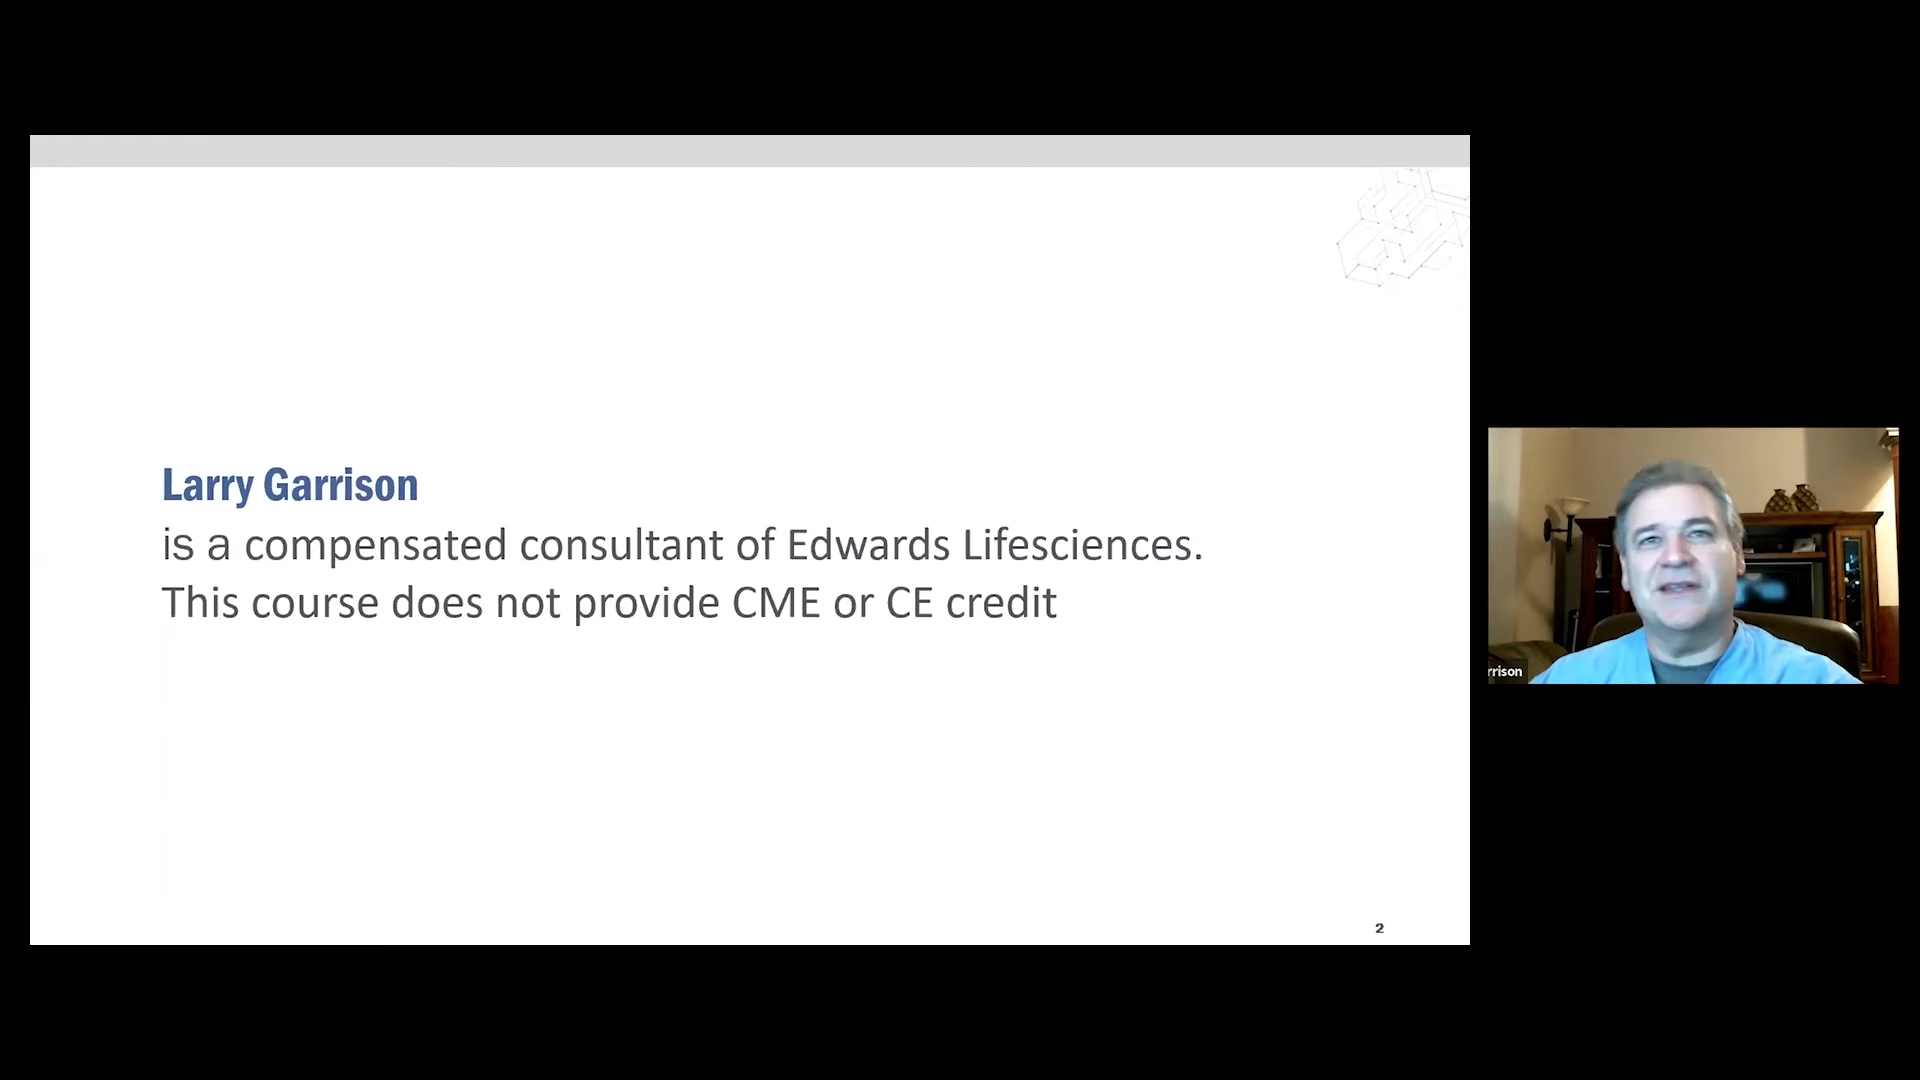 Larry Garrison
is a compensated consultant of Edwards Lifesciences.
This course does not provide CME or CE credit
rrison
2